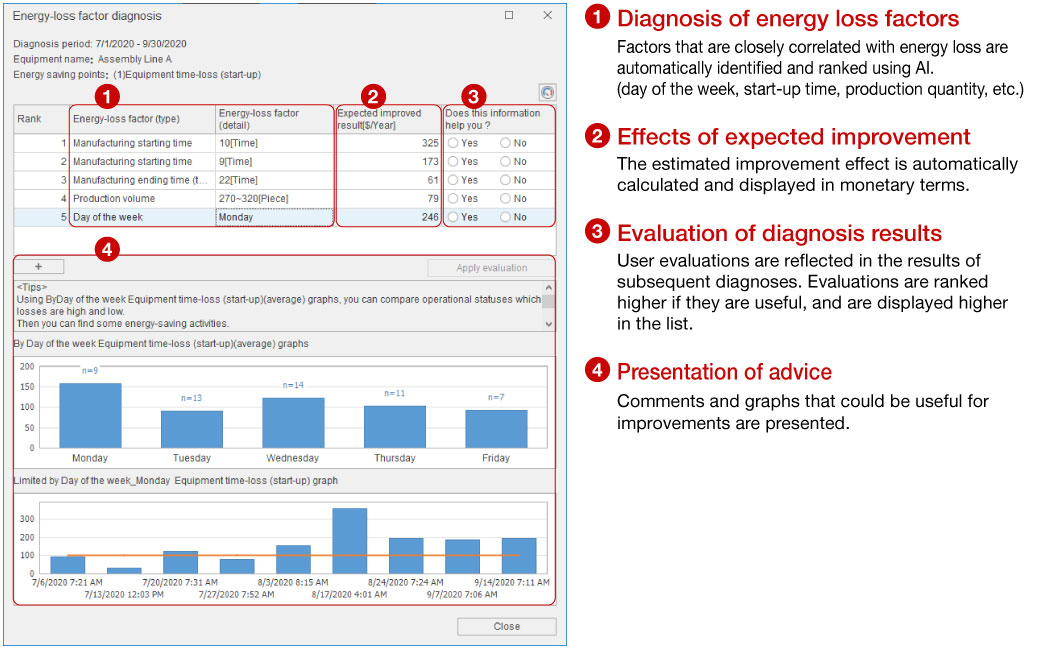 Energy-loss factor diagnosis
Diagnosis period: 7/1/2020 - 9/30/2020
Equipment name: Assembly Line A
Energy saving points: (1)Equipment time-loss (start-up)
1
2
3
Rank
Energy-loss factor (type)
Energy-loss factor
(detail)
Expected improved
result[$/Year]
Does this information
help you ?
1 Manufacturing starting time 10[Time] 325 Yes No
2 Manufacturing starting time 9[Time] 173 Yes No
3 Manufacturing ending time (t... 22[Time] 61 Yes No
4 Production volume 270~320[Piece] 79 Yes No
5 Day of the week Monday 246 Yes No
4
+
Apply evaluation
<Tips>
Using ByDay of the week Equipment time-loss (start-up)(average) graphs, you can compare operational statuses which
losses are high and low.
Then you can find some energy-saving activities.
By Day of the week Equipment time-loss (start-up)(average) graphs
200
150
100
50
0
n=9
n=13
n=14
n=11
n=7
Monday Tuesday Wednesday Thursday Friday
Limited by Day of the week_Monday Equipment time-loss (start-up) graph
300
200
100
0
7/6/2020 7:21 AM 7/20/2020 7:31 AM 8/3/2020 8:15 AM 8/24/2020 7:24 AM 9/14/2020 7:11 AM
7/13/2020 12:03 PM 7/27/2020 7:52 AM 8/17/2020 4:01 AM 9/7/2020 7:06 AM
Close
1 Diagnosis of energy loss factors
Factors that are closely correlated with energy loss are
automatically identified and ranked using AI.
(day of the week, start-up time, production quantity, etc.)
2 Effects of expected improvement
The estimated improvement effect is automatically
calculated and displayed in monetary terms.
3 Evaluation of diagnosis results
User evaluations are reflected in the results of
subsequent diagnoses. Evaluations are ranked
higher if they are useful, and are displayed higher
in the list.
4 Presentation of advice
Comments and graphs that could be useful for
improvements are presented.